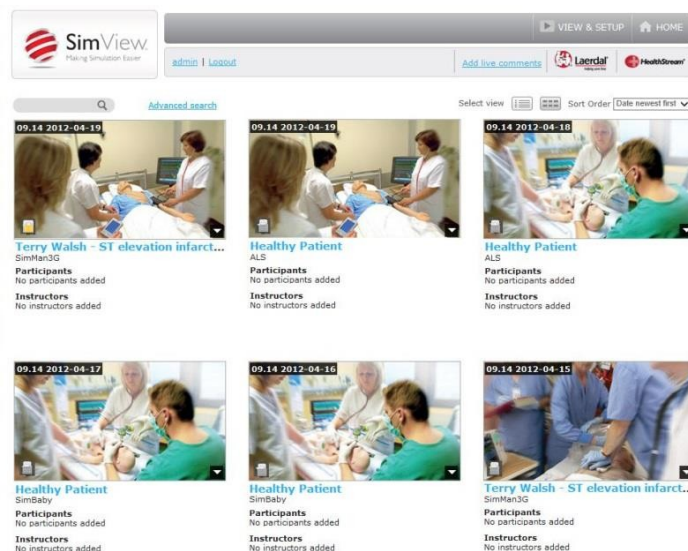 SimView
Making Simulation Easier
VIEW & SETUP
HOME
admin | Logout
Add live comments
Laerdal
helping save lives
HealthStream
Advanced search
Select view
Sort Order Date newest first
09.14 2012-04-19
Terry Walsh - ST elevation infarct...
SimMan3G
Participants
No participants added
Instructors
No instructors added
09.14 2012-04-19
Healthy Patient
ALS
Participants
No participants added
Instructors
No instructors added
09.14 2012-04-18
Healthy Patient
ALS
Participants
No participants added
Instructors
No instructors added
09.14 2012-04-17
Healthy Patient
SimBaby
Participants
No participants added
Instructors
No instructors added
09.14 2012-04-16
Healthy Patient
SimBaby
Participants
No participants added
Instructors
No instructors added
09.14 2012-04-15
Terry Walsh - ST elevation infarct...
SimMan3G
Participants
No participants added
Instructors
No instructors added